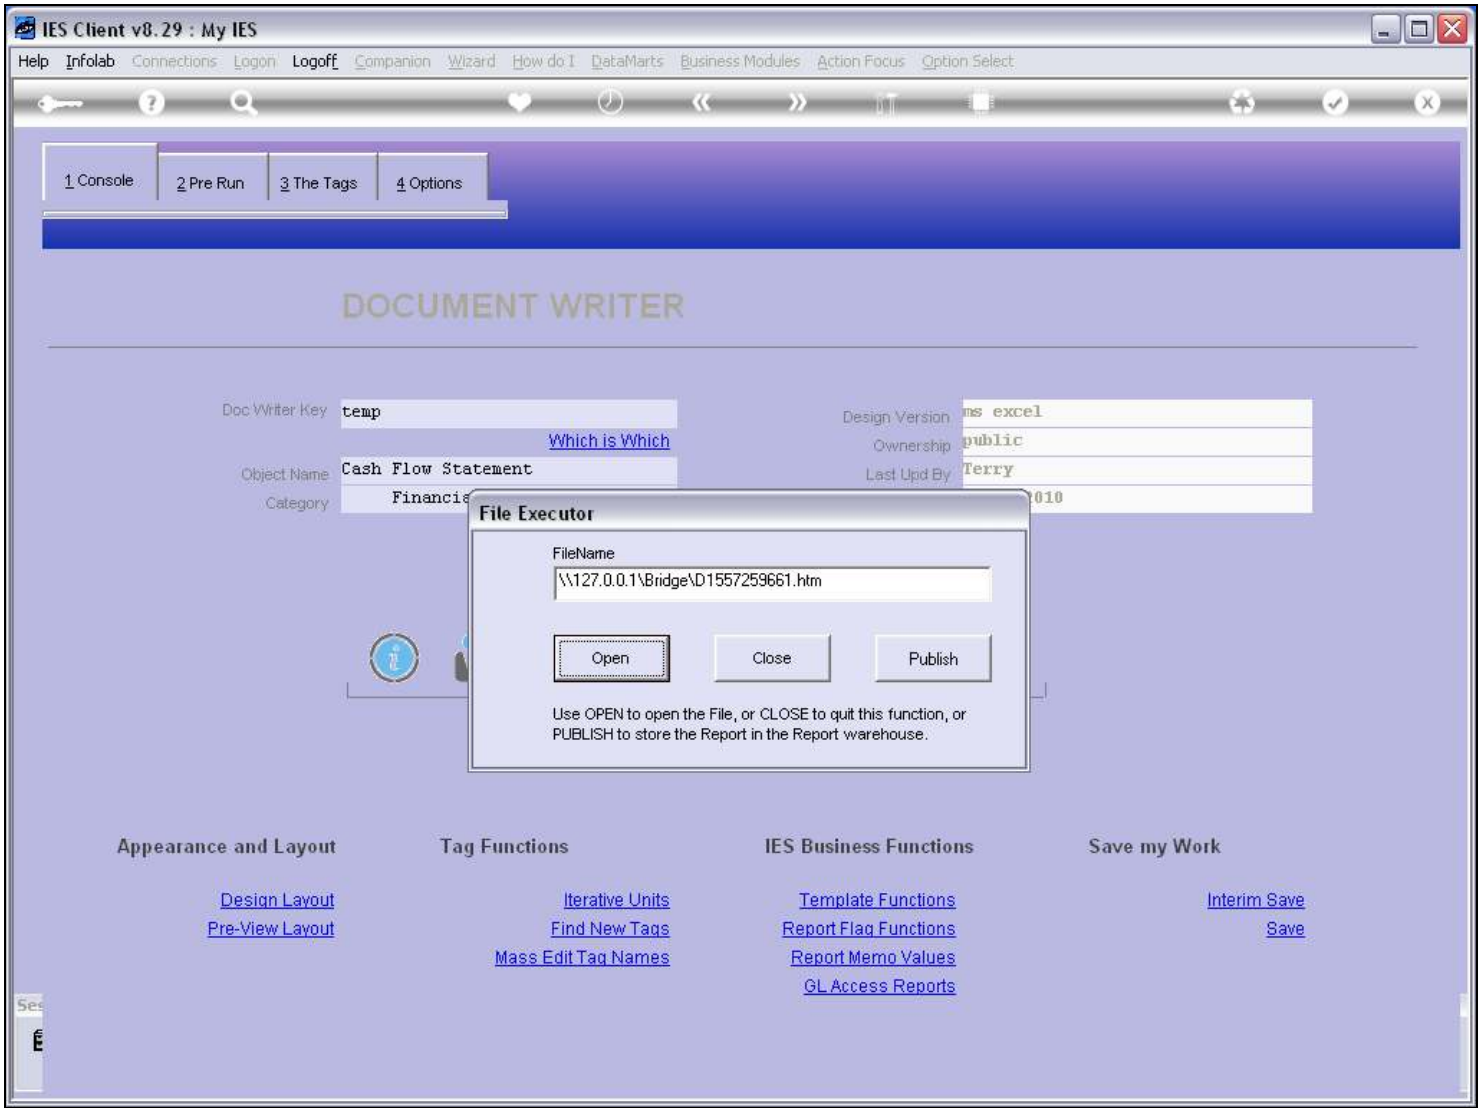 IES Client v8.29 : My IES
Help Infolab Connections Logon Logoff Companion Wizard How do I DataMarts Business Modules Action Focus Option Select
1 Console 2 Pre Run 3 The Tags 4 Options
DOCUMENT WRITER
Doc Writer Key temp
Design Version ms excel
Which is Which
Ownership public
Object Name Cash Flow Statement
Last Upd By Terry
Category
File Executor
FileName
\\127.0.0.1\Bridge\D1557259661.htm
Open Close Publish
Use OPEN to open the File, or CLOSE to quit this function, or
PUBLISH to store the Report in the Report warehouse.
Appearance and Layout Tag Functions IES Business Functions Save my Work
Design Layout Iterative Units Template Functions Interim Save
Pre-View Layout Find New Tags Report Flag Functions Save
Mass Edit Tag Names Report Memo Values
GL Access Reports